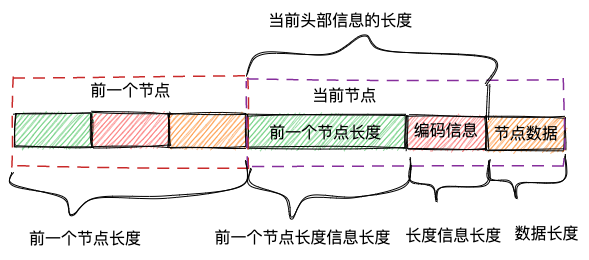 当前头部信息的长度
前一个节点
当前节点
前一个节点长度
编码信息
节点数据
前一个节点长度
前一个节点长度信息长度
长度信息长度
数据长度